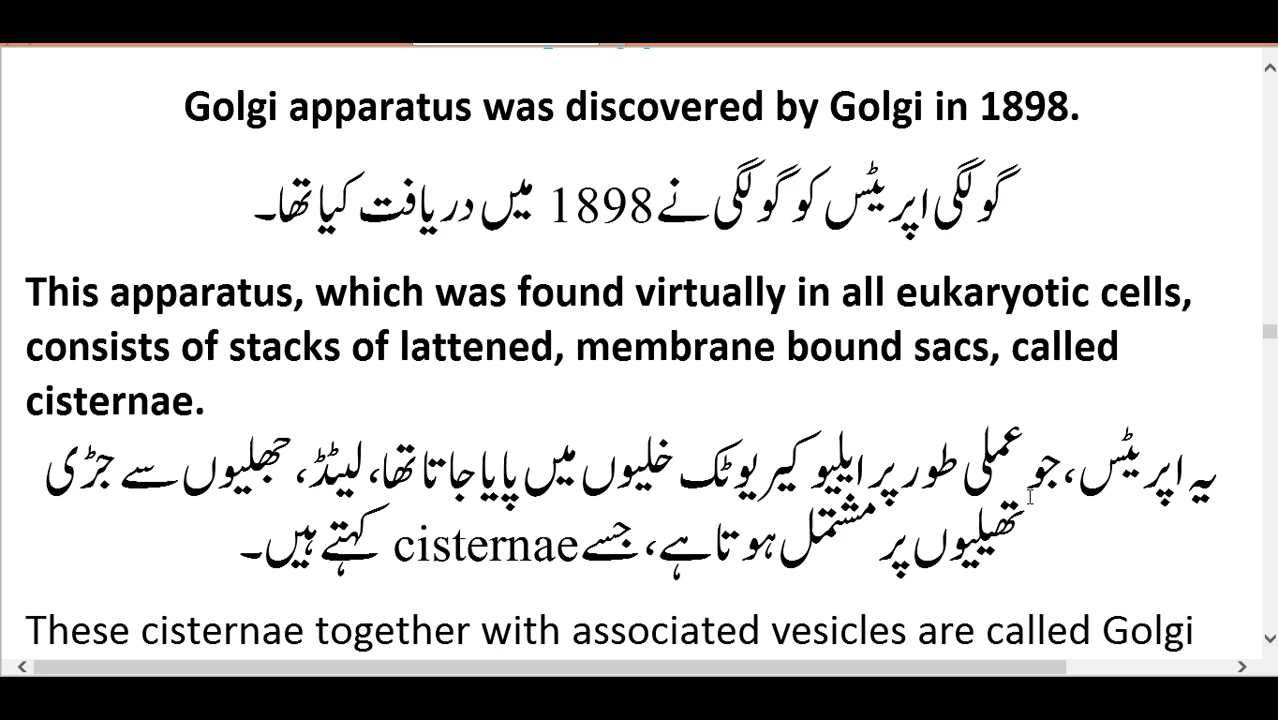 Golgi apparatus was discovered by Golgi in 1898.
گولگی اپریٹس کو گولگی نے 1898 میں دریافت کیا تھا۔
This apparatus, which was found virtually in all eukaryotic cells,
consists of stacks of lattened, membrane bound sacs, called
cisternae.
یہ اپریٹس، جو عملی طور پر ایلیو کیریوٹک خلیوں میں پایا جاتا تھا، لیٹڈ، جھلیوں سے جڑی
تھیلیوں پر مشتمل ہوتا ہے، جسے cisternae کہتے ہیں۔
These cisternae together with associated vesicles are called Golgi